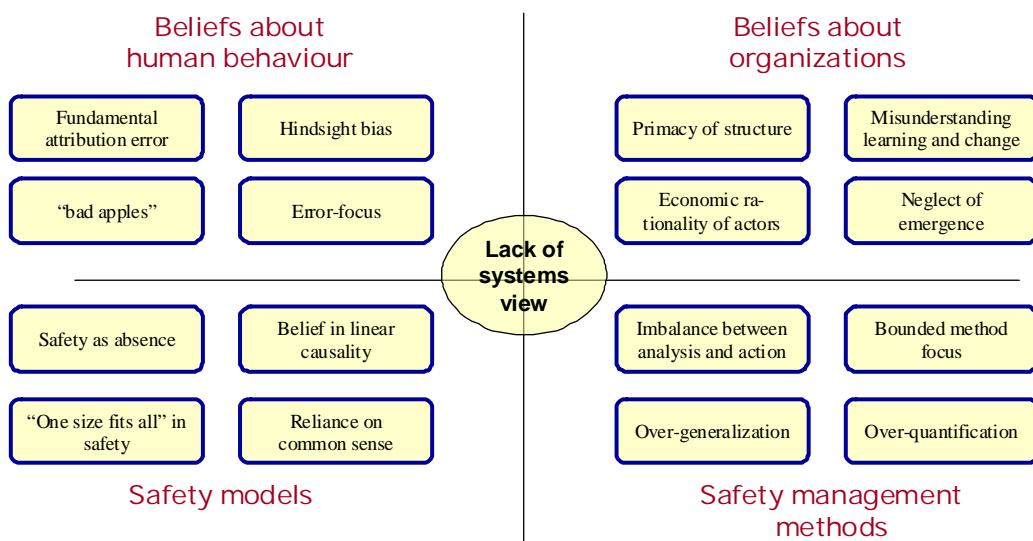 Beliefs about
human behaviour
Fundamental
attribution error
Hindsight bias
“bad apples”
Error-focus
Beliefs about
organizations
Primacy of structure
Misunderstanding
learning and change
Economic ra-
tionality of actors
Neglect of
emergence
Lack of
systems
view
Safety as absence
Belief in linear
causality
“One size fits all” in
safety
Reliance on
common sense
Safety models
Imbalance between
analysis and action
Bounded method
focus
Over-generalization
Over-quantification
Safety management
methods